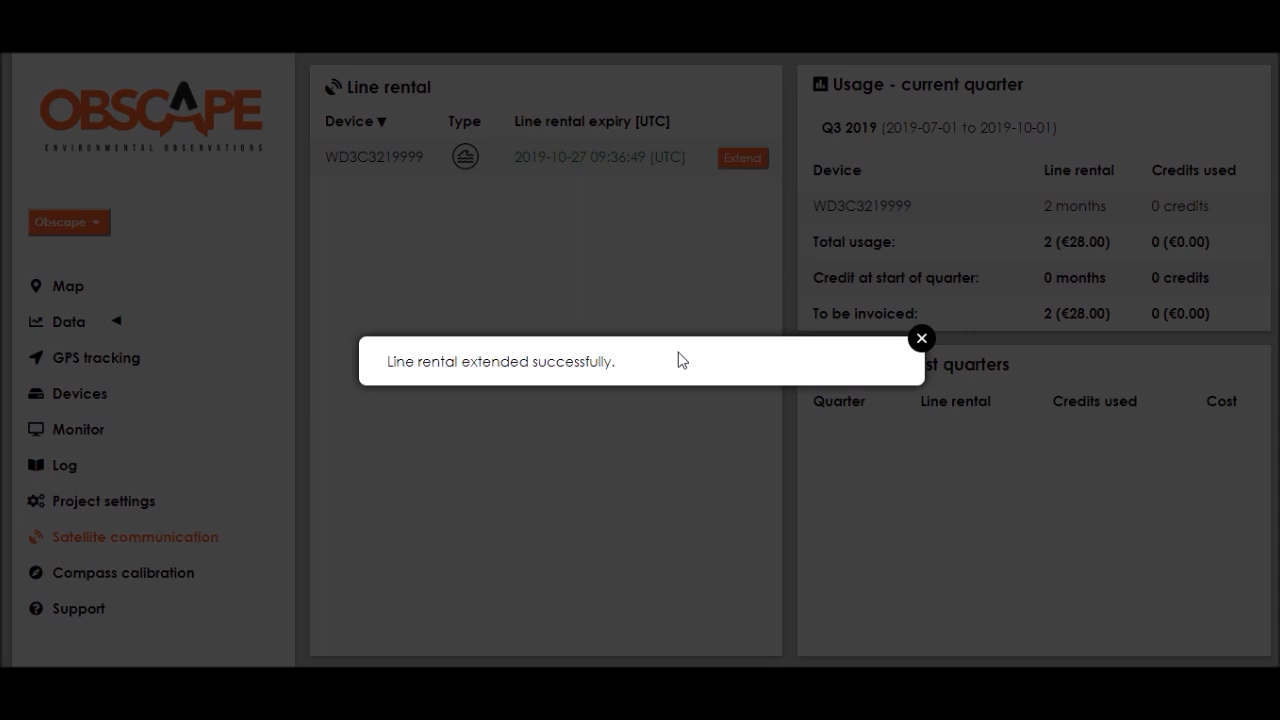 OBSCAPE
ENVIRONMENTAL OBSERVATIONS
Obscape
Map
Data
GPS tracking
Devices
Monitor
Log
Project settings
Satellite communication
Compass calibration
Support
Line rental
Device Type Line rental expiry [UTC]
WD3C3219999 2019-10-27 09:36:49 [UTC] Extend
Usage - current quarter
Q3 2019 (2019-07-01 to 2019-10-01)
Device Line rental Credits used
WD3C3219999 2 months 0 credits
Total usage: 2 (€28.00) 0 (€0.00)
Credit at start of quarter: 0 months 0 credits
To be invoiced: 2 (€28.00) 0 (€0.00)
Line rental extended successfully.
st quarters
Quarter Line rental Credits used Cost